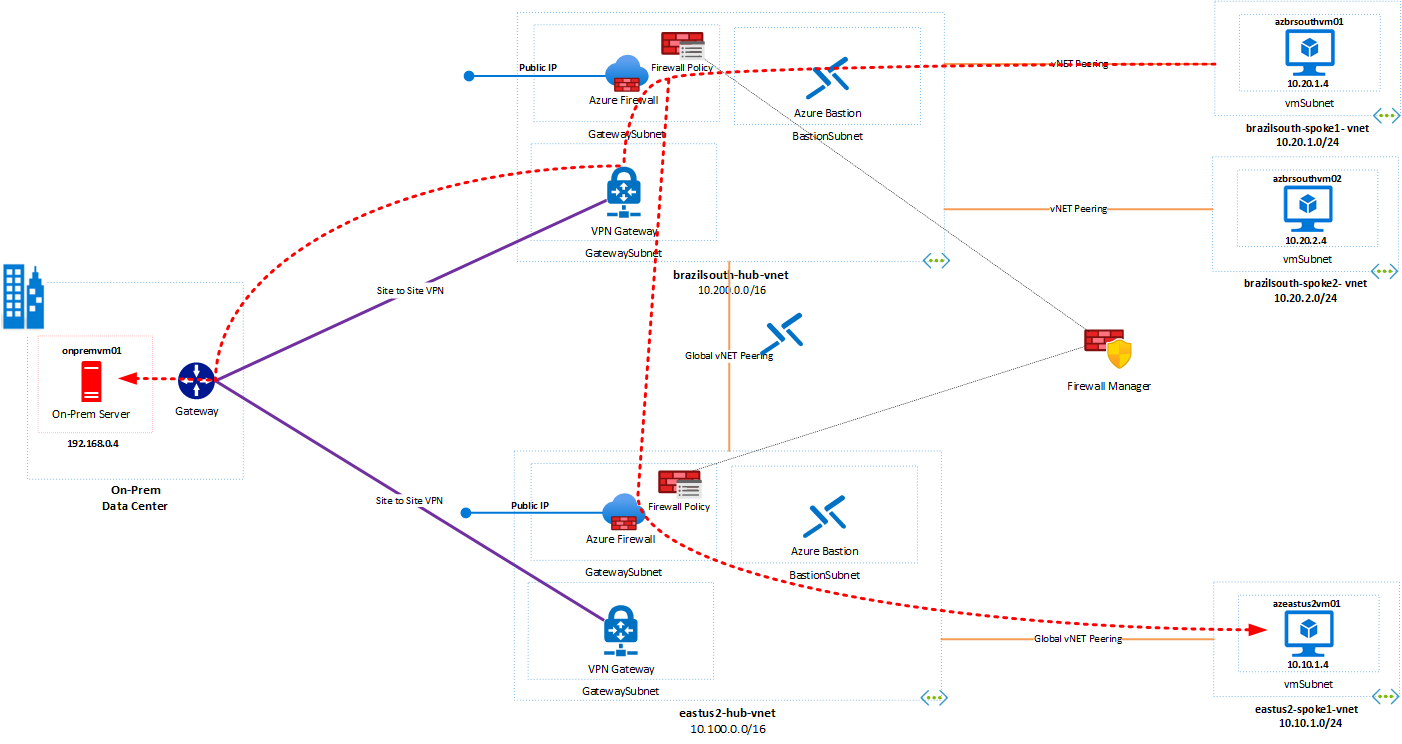 azbrsouthvm01
10.20.1.4
vmSubnet
brazilsouth-spoke1- vnet
10.20.1.0/24
Public IP
Firewall Policy
Azure Firewall
GatewaySubnet
Azure Bastion
BastionSubnet
vNET Peering
VPN Gateway
GatewaySubnet
brazilsouth-hub-vnet
10.200.0.0/16
vNET Peering
azbrsouthvm02
10.20.2.4
vmSubnet
brazilsouth-spoke2- vnet
10.20.2.0/24
Site to Site VPN
Global vNET Peering
Firewall Manager
onpremvm01
On-Prem Server
192.168.0.4
Gateway
On-Prem
Data Center
Site to Site VPN
Public IP
Firewall Policy
Azure Firewall
GatewaySubnet
Azure Bastion
BastionSubnet
VPN Gateway
GatewaySubnet
eastus2-hub-vnet
10.100.0.0/16
Global vNET Peering
azeastus2vm01
10.10.1.4
vmSubnet
eastus2-spoke1-vnet
10.10.1.0/24